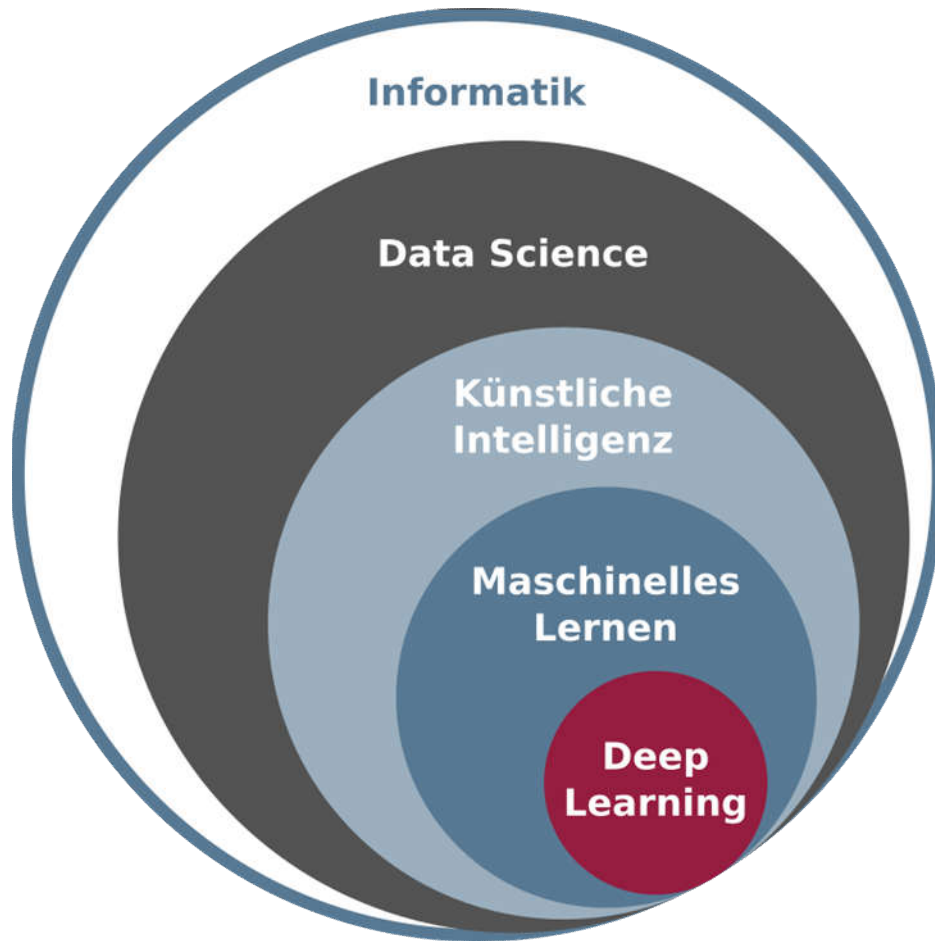 Informatik
Data Science
Künstliche
Intelligenz
Maschinelles
Lernen
Deep
Learning